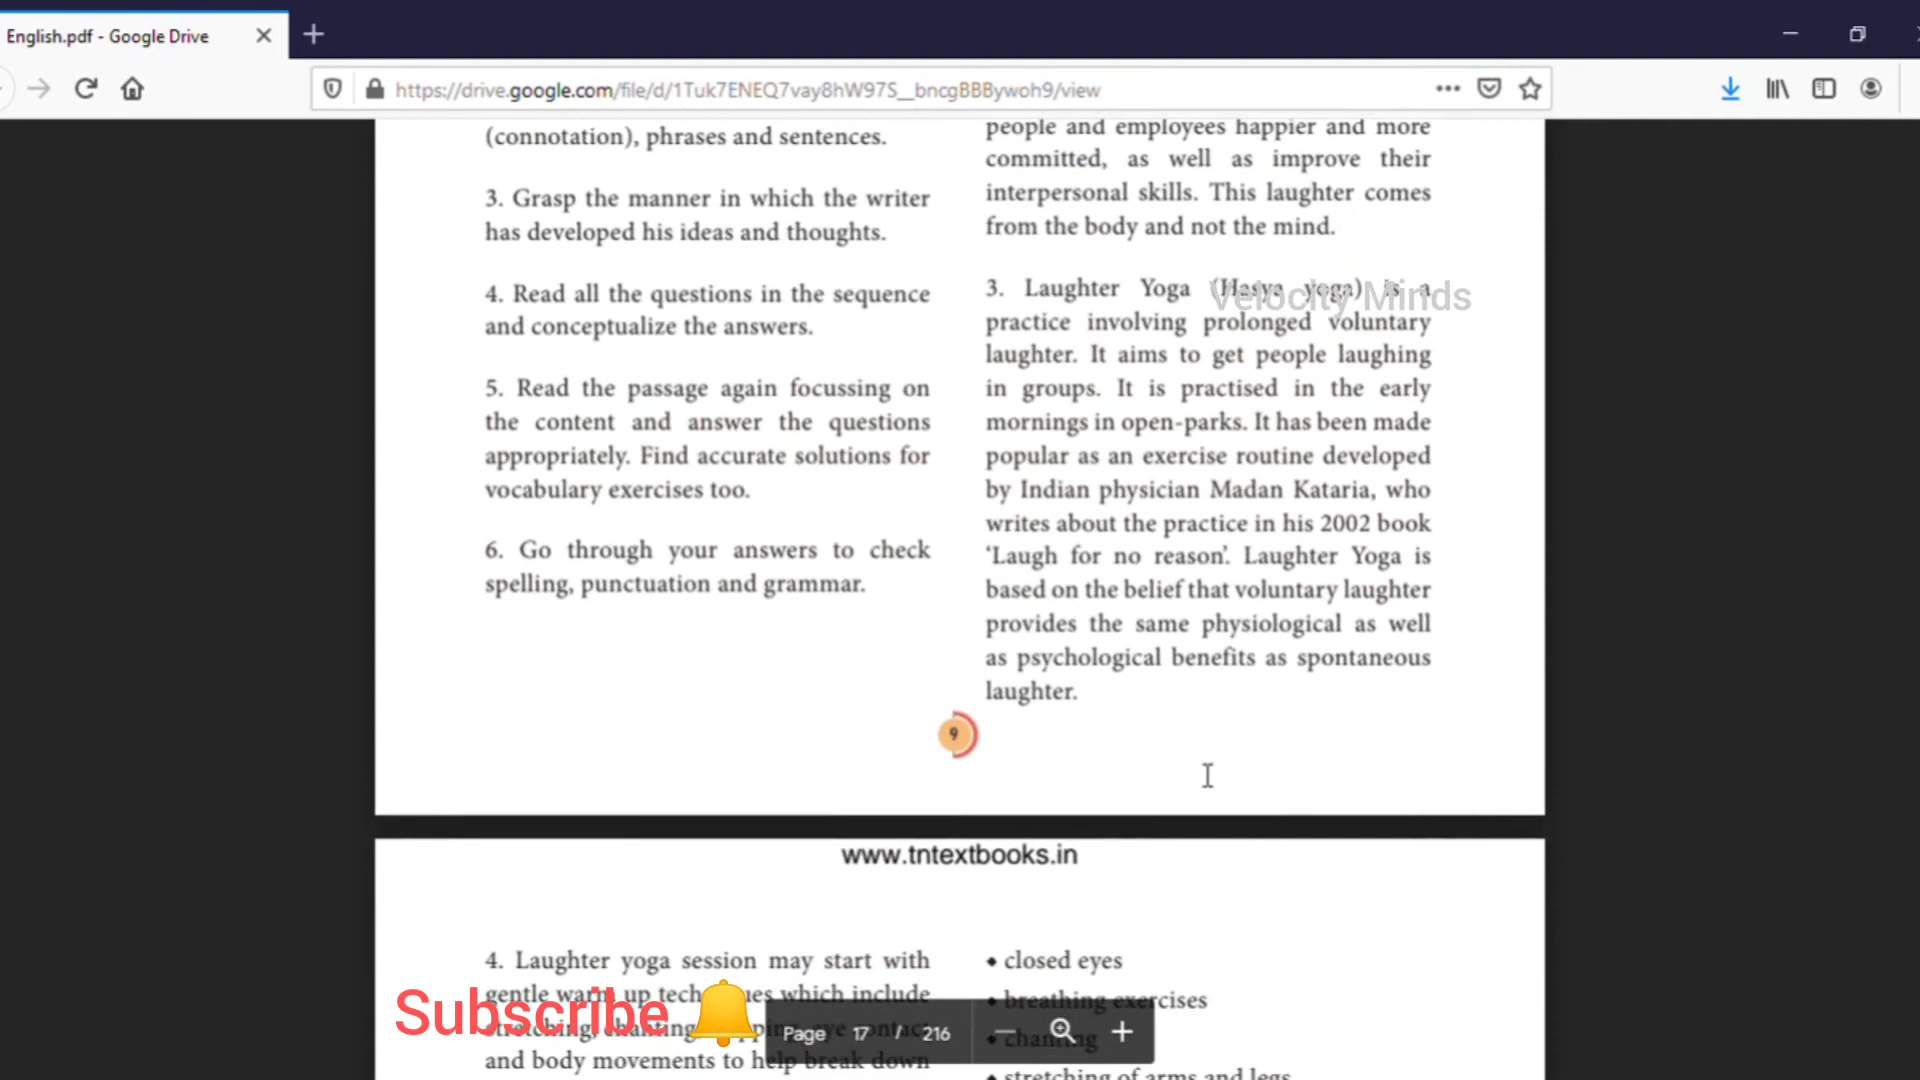 English.pdf - Google Drive
https://drive.google.com/file/d/1Tuk7ENEQ7vay8hW97S__bncgBBBywoh9/view
(connotation), phrases and sentences.
3. Grasp the manner in which the writer
has developed his ideas and thoughts.
4. Read all the questions in the sequence
and conceptualize the answers.
5. Read the passage again focussing on
the content and answer the questions
appropriately. Find accurate solutions for
vocabulary exercises too.
6. Go through your answers to check
spelling, punctuation and grammar.
people and employees happier and more
committed, as well as improve their
interpersonal skills. This laughter comes
from the body and not the mind.
3. Laughter Yoga (Hasya yoga) is a
Velocity Minds
practice involving prolonged voluntary
laughter. It aims to get people laughing
in groups. It is practised in the early
mornings in open-parks. It has been made
popular as an exercise routine developed
by Indian physician Madan Kataria, who
writes about the practice in his 2002 book
‘Laugh for no reason’. Laughter Yoga is
based on the belief that voluntary laughter
provides the same physiological as well
as psychological benefits as spontaneous
laughter.
9
www.tntextbooks.in
4. Laughter yoga session may start with
gentle warm up which include
stretching, chanting, eye contact
and body movements to help break down
• closed eyes
• breathing exercises
• chanting
• stretching of arms and legs
Subscribe
Page 17 / 216